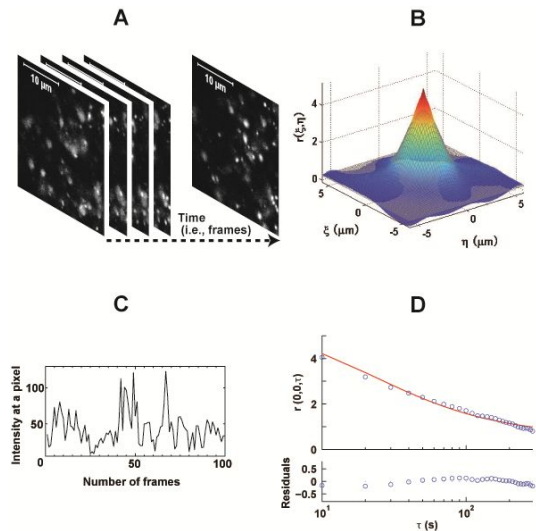 A
B
10 μm
10 μm
Time
(i.e., frames)
r(ξ,η)
4
2
0
5
0
-5
-5
0
5
ξ (μm)
η (μm)
C
D
Intensity at a pixel
100
50
0
50
100
Number of frames
r (0,0,τ)
4
3
2
1
0
Residuals
0.5
0
-0.5
10¹
10²
τ (s)